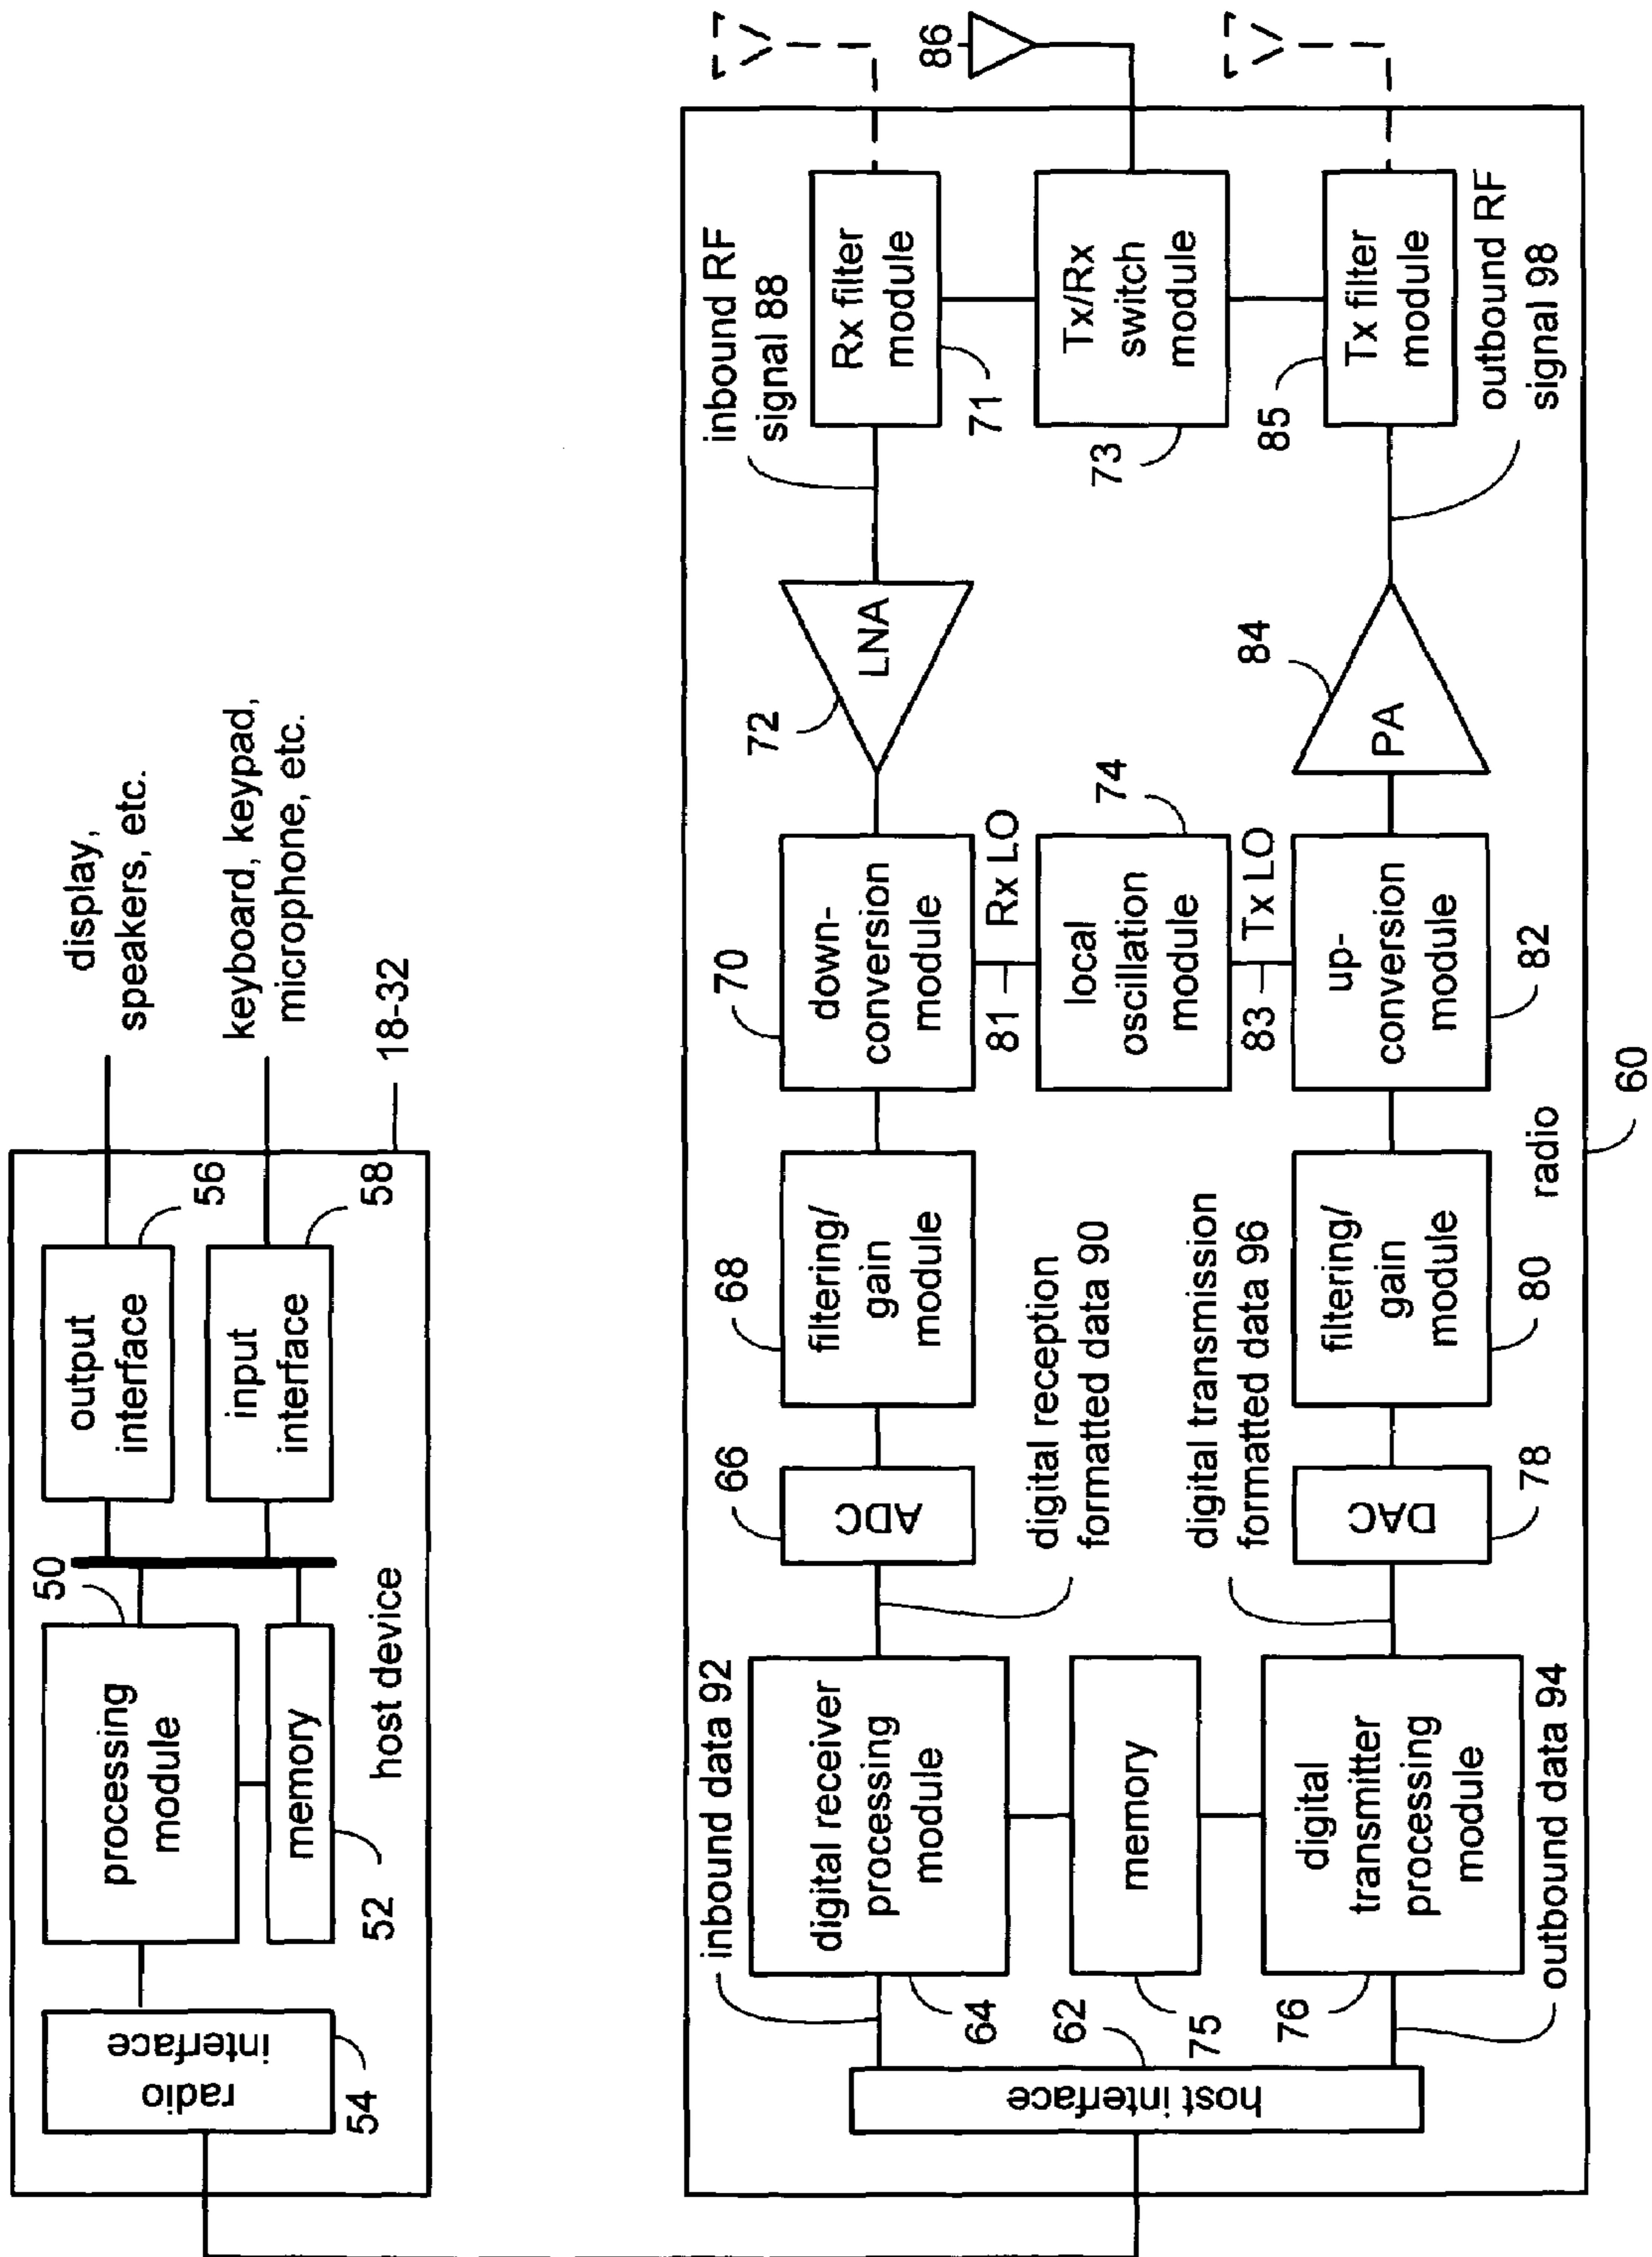 display,
speakers, etc.
keyboard, keypad,
microphone, etc.
18-32
radio
interface
54
processing
module
50
memory
52
host device
output
interface
56
input
interface
58
inbound data 92
digital receiver
processing
module
64
host interface
62
memory
75
digital
transmitter
processing
module
76
outbound data 94
ADC
66
digital reception
formatted data 90
digital transmission
formatted data 96
DAC
78
filtering/
gain
module
68
filtering/
gain
module
80
radio
60
down-
conversion
module
70
81
Rx LO
local
oscillation
module
74
83
Tx LO
up-
conversion
module
82
LNA
72
PA
84
inbound RF
signal 88
Rx filter
module
71
Tx/Rx
switch
module
73
Tx filter
module
85
outbound RF
signal 98
86